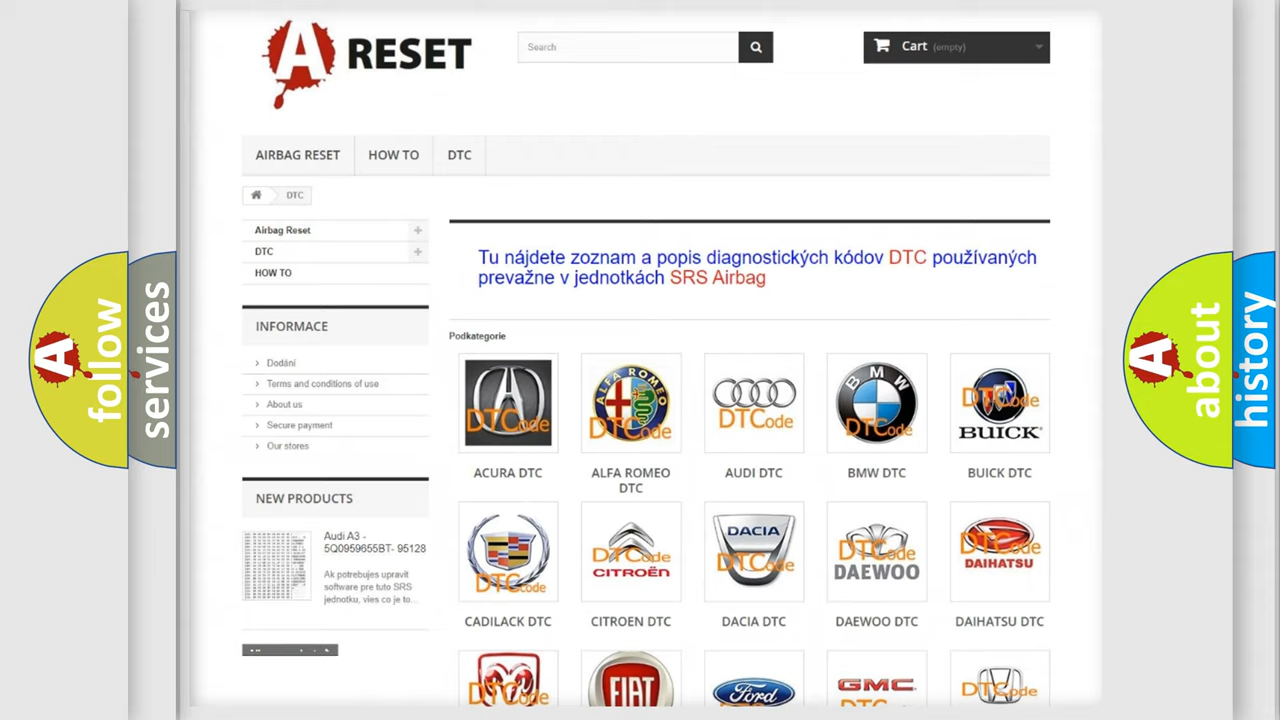 A RESET
Search
Cart (empty)
AIRBAG RESET
HOW TO
DTC
DTC
Airbag Reset
DTC
HOW TO
INFORMACE
Dodání
Terms and conditions of use
About us
Secure payment
Our stores
NEW PRODUCTS
Audi A3 -
5Q0959655BT- 95128
Ak potrebujes upravit
software pre tuto SRS
jednotku, vies co je to...
Tu nájdete zoznam a popis diagnostických kódov DTC používaných
prevažne v jednotkách SRS Airbag
Podkategorie
DTCode
ALFA ROMEO
DTCode
DTCode
BMW
DTCode
DTCode
BUICK
ACURA DTC
ALFA ROMEO
DTC
AUDI DTC
BMW DTC
BUICK DTC
DTCode
DTCode
CITROËN
DACIA
DTCode
DTCode
DAEWOO
DTCode
DAIHATSU
CADILACK DTC
CITROEN DTC
DACIA DTC
DAEWOO DTC
DAIHATSU DTC
DTCode
FIAT
Ford
GMC
DTCode
A follow
services
A about
history